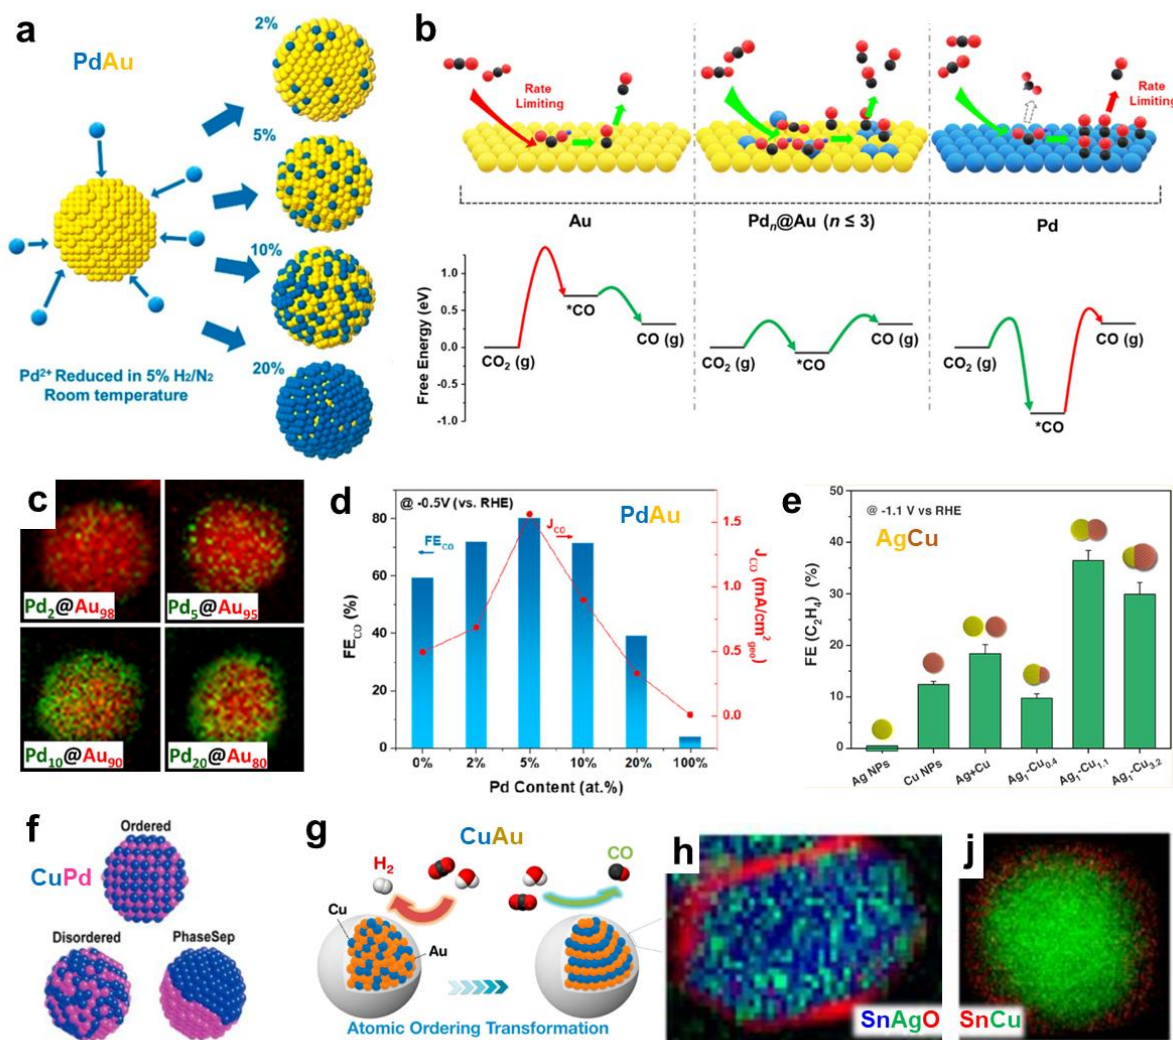 a
PdAu
2%
5%
10%
20%
Pd²⁺ Reduced in 5% H₂/N₂
Room temperature
b
Rate
Limiting
Rate
Limiting
Au
Pdₙ@Au (n ≤ 3)
Pd
Free Energy (eV)
1.0
0.5
0.0
-0.5
-1.0
CO₂ (g)
*CO
CO (g)
CO₂ (g)
*CO
CO (g)
CO₂ (g)
*CO
CO (g)
c
Pd₂@Au₉₈
Pd₅@Au₉₅
Pd₁₀@Au₉₀
Pd₂₀@Au₈₀
d
@ -0.5V (vs. RHE)
PdAu
FE_CO
J_CO
FE_CO (%)
80
60
40
20
0
J_CO (mA/cm²_geo)
1.5
1.0
0.5
0.0
0%
2%
5%
10%
20%
100%
Pd Content (at.%)
e
@ -1.1 V vs RHE
AgCu
FE (C₂H₄) (%)
50
40
30
20
10
0
Ag NPs
Cu NPs
Ag+Cu
Ag₁-Cu₀.₄
Ag₁-Cu₁.₁
Ag₁-Cu₃.₂
f
Ordered
CuPd
Disordered
PhaseSep
g
CuAu
H₂
CO
Cu
Au
Atomic Ordering Transformation
h
SnAgO
j
SnCu